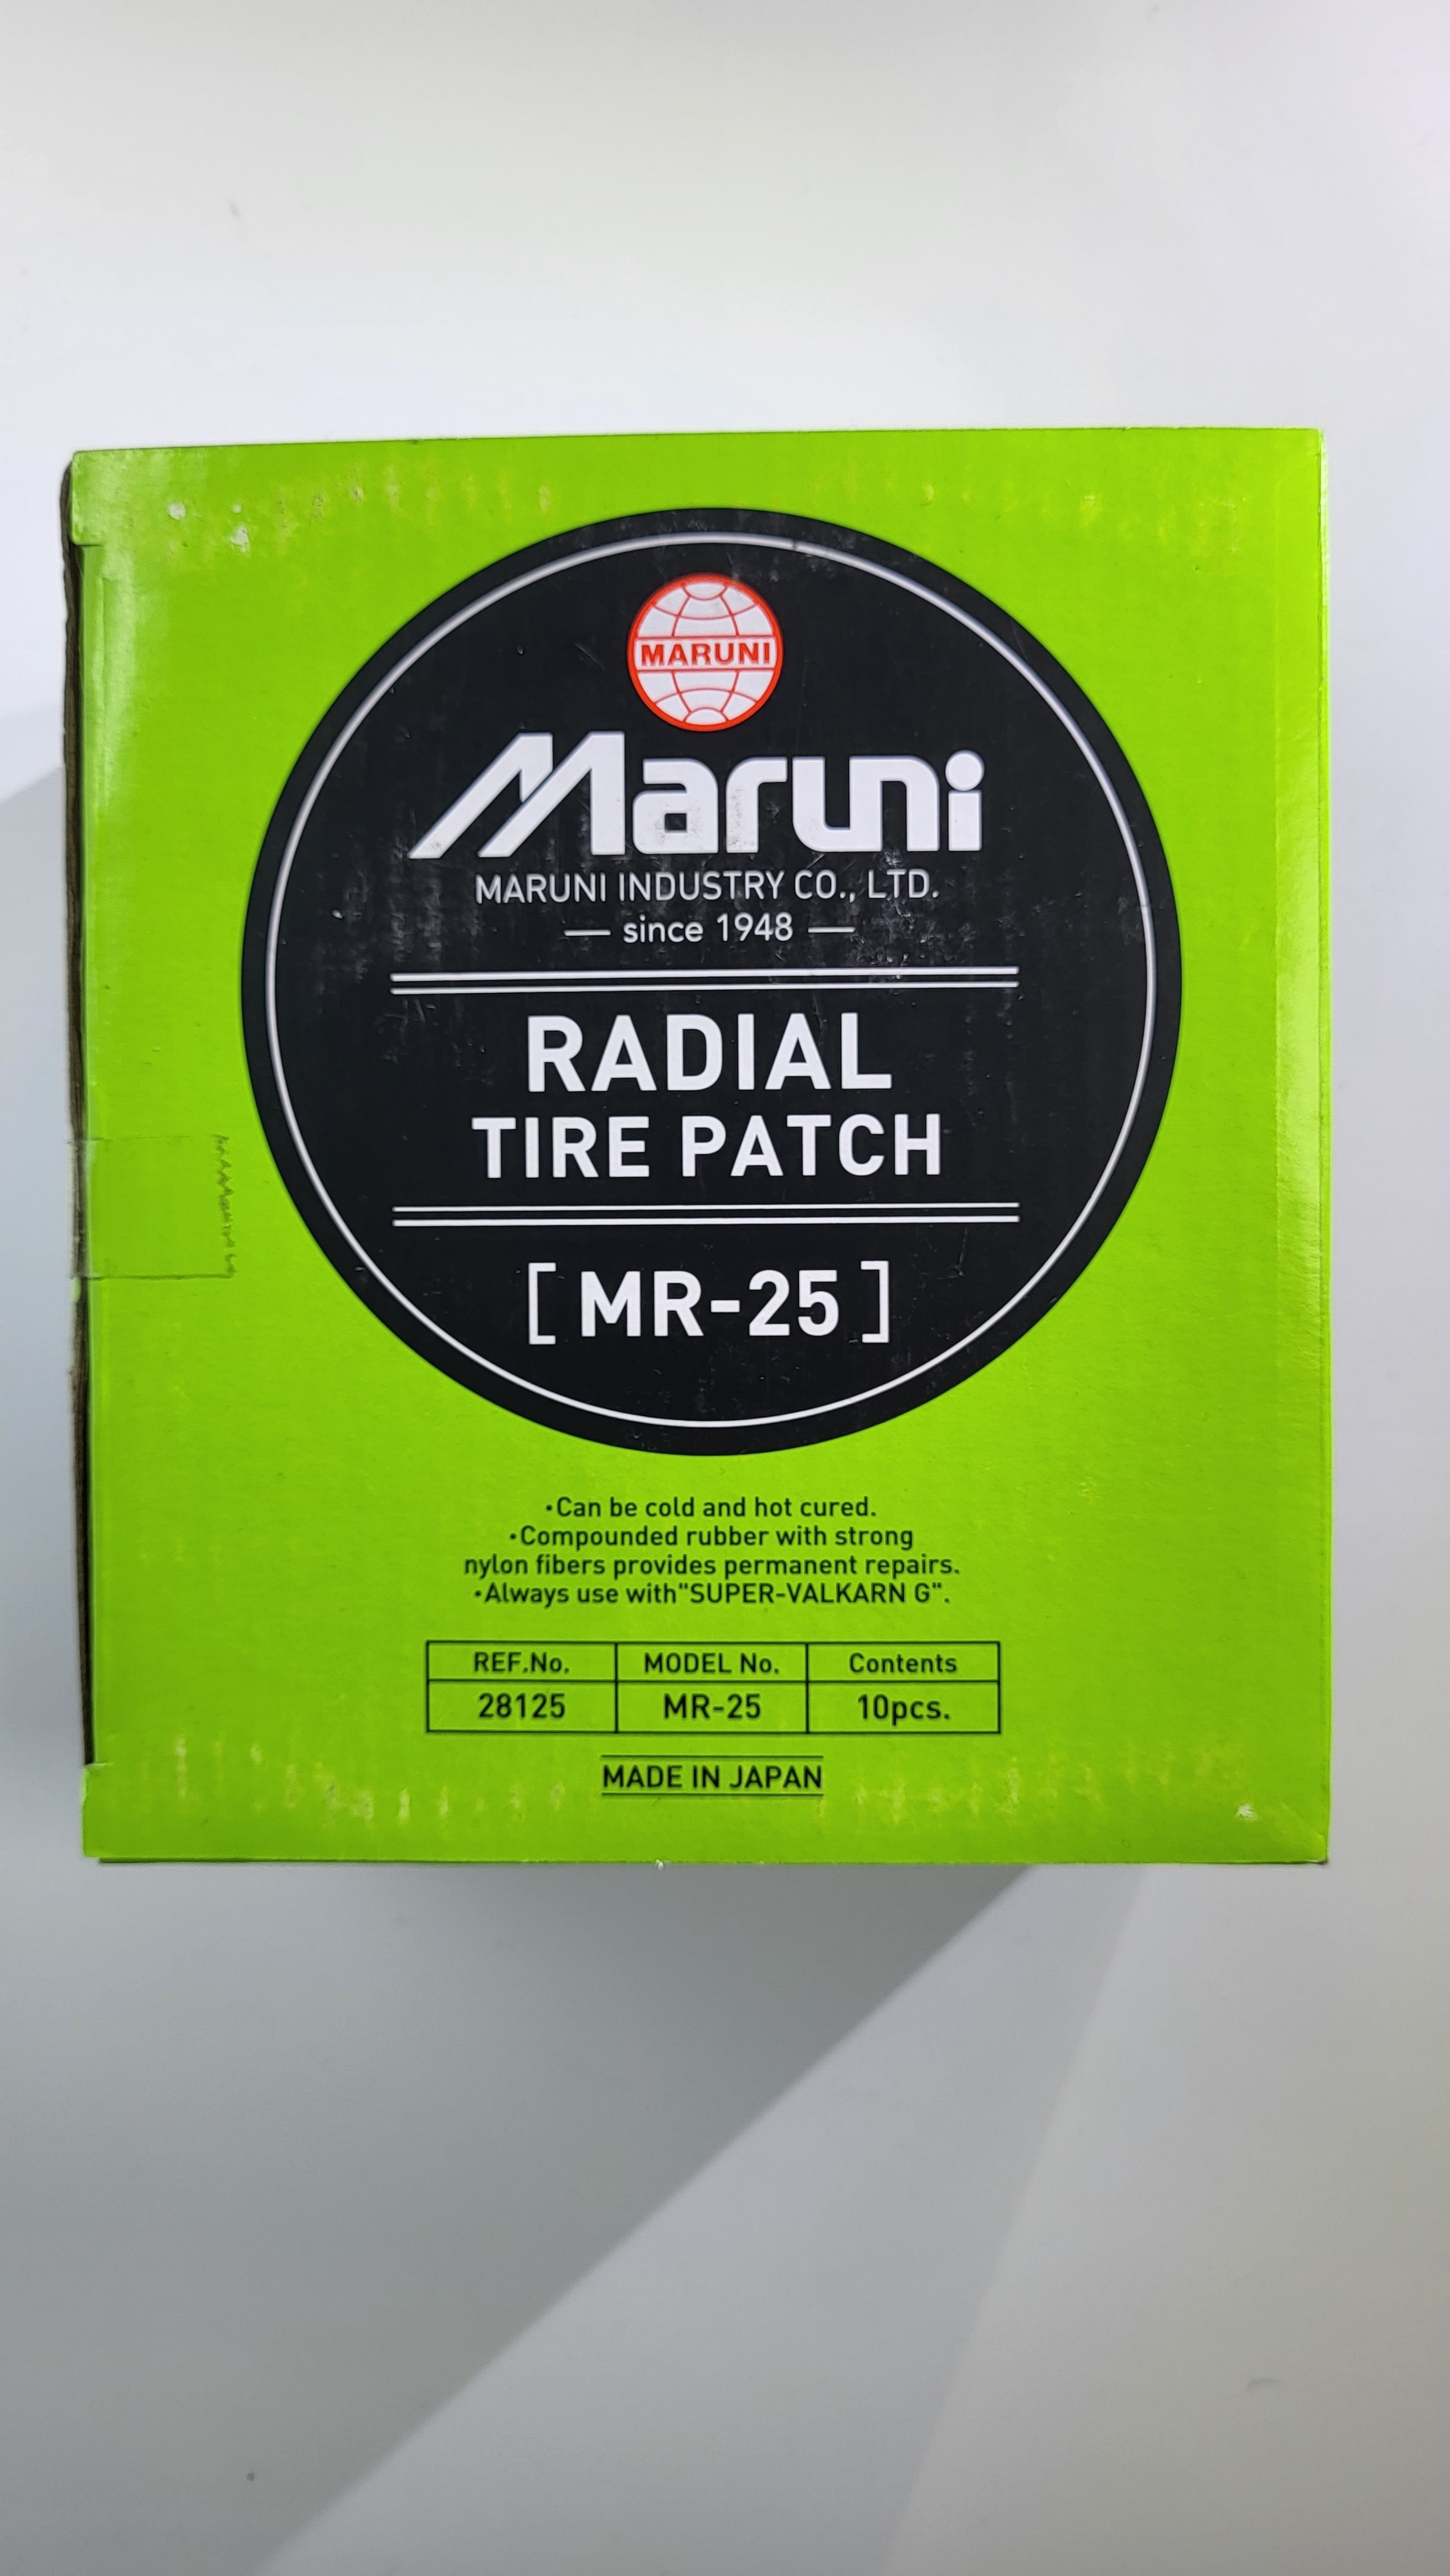 MARUNI
Maruni
MARUNI INDUSTRY CO., LTD.
— since 1948 —
RADIAL
TIRE PATCH
[ MR-25 ]
•Can be cold and hot cured.
•Compounded rubber with strong
nylon fibers provides permanent repairs.
•Always use with"SUPER-VALKARN G".
REF.No. MODEL No. Contents
28125 MR-25 10pcs.
MADE IN JAPAN